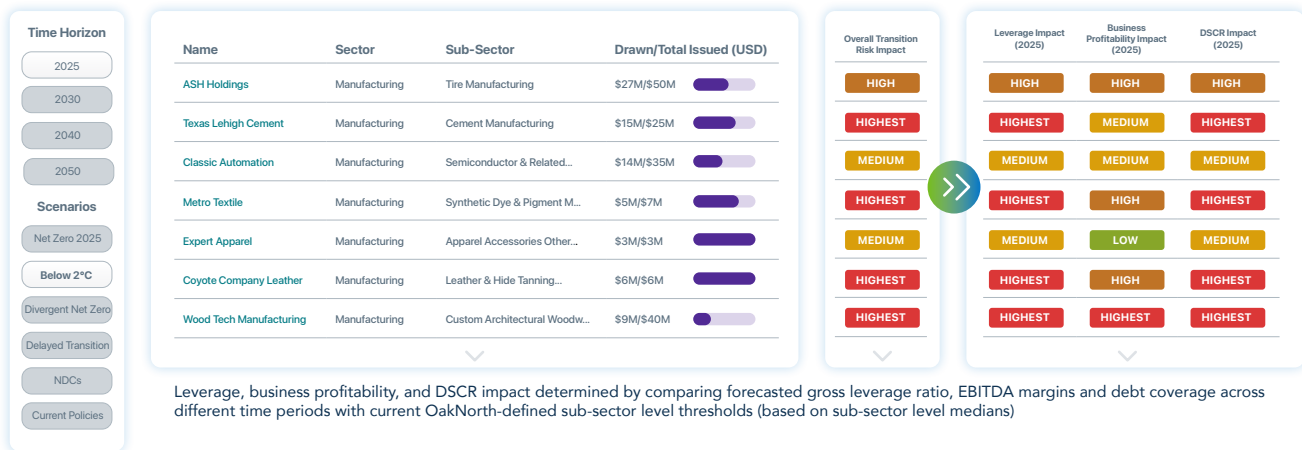 Time Horizon
2025
2030
2040
2050
Scenarios
Net Zero 2025
Below 2°C
Divergent Net Zero
Delayed Transition
NDCs
Current Policies
Name Sector Sub-Sector Drawn/Total Issued (USD)
ASH Holdings Manufacturing Tire Manufacturing $27M/$50M
Texas Lehigh Cement Manufacturing Cement Manufacturing $15M/$25M
Classic Automation Manufacturing Semiconductor & Related... $14M/$35M
Metro Textile Manufacturing Synthetic Dye & Pigment M... $5M/$7M
Expert Apparel Manufacturing Apparel Accessories Other... $3M/$3M
Coyote Company Leather Manufacturing Leather & Hide Tanning... $6M/$6M
Wood Tech Manufacturing Manufacturing Custom Architectural Woodw... $9M/$40M
Overall Transition
Risk Impact
HIGH
HIGHEST
MEDIUM
HIGHEST
MEDIUM
HIGHEST
HIGHEST
Leverage Impact
(2025)
Business
Profitability Impact
(2025)
DSCR Impact
(2025)
HIGH HIGH HIGH
HIGHEST MEDIUM HIGHEST
MEDIUM MEDIUM MEDIUM
HIGHEST HIGH HIGHEST
MEDIUM LOW MEDIUM
HIGHEST HIGH HIGHEST
HIGHEST HIGHEST HIGHEST
Leverage, business profitability, and DSCR impact determined by comparing forecasted gross leverage ratio, EBITDA margins and debt coverage across
different time periods with current OakNorth-defined sub-sector level thresholds (based on sub-sector level medians)